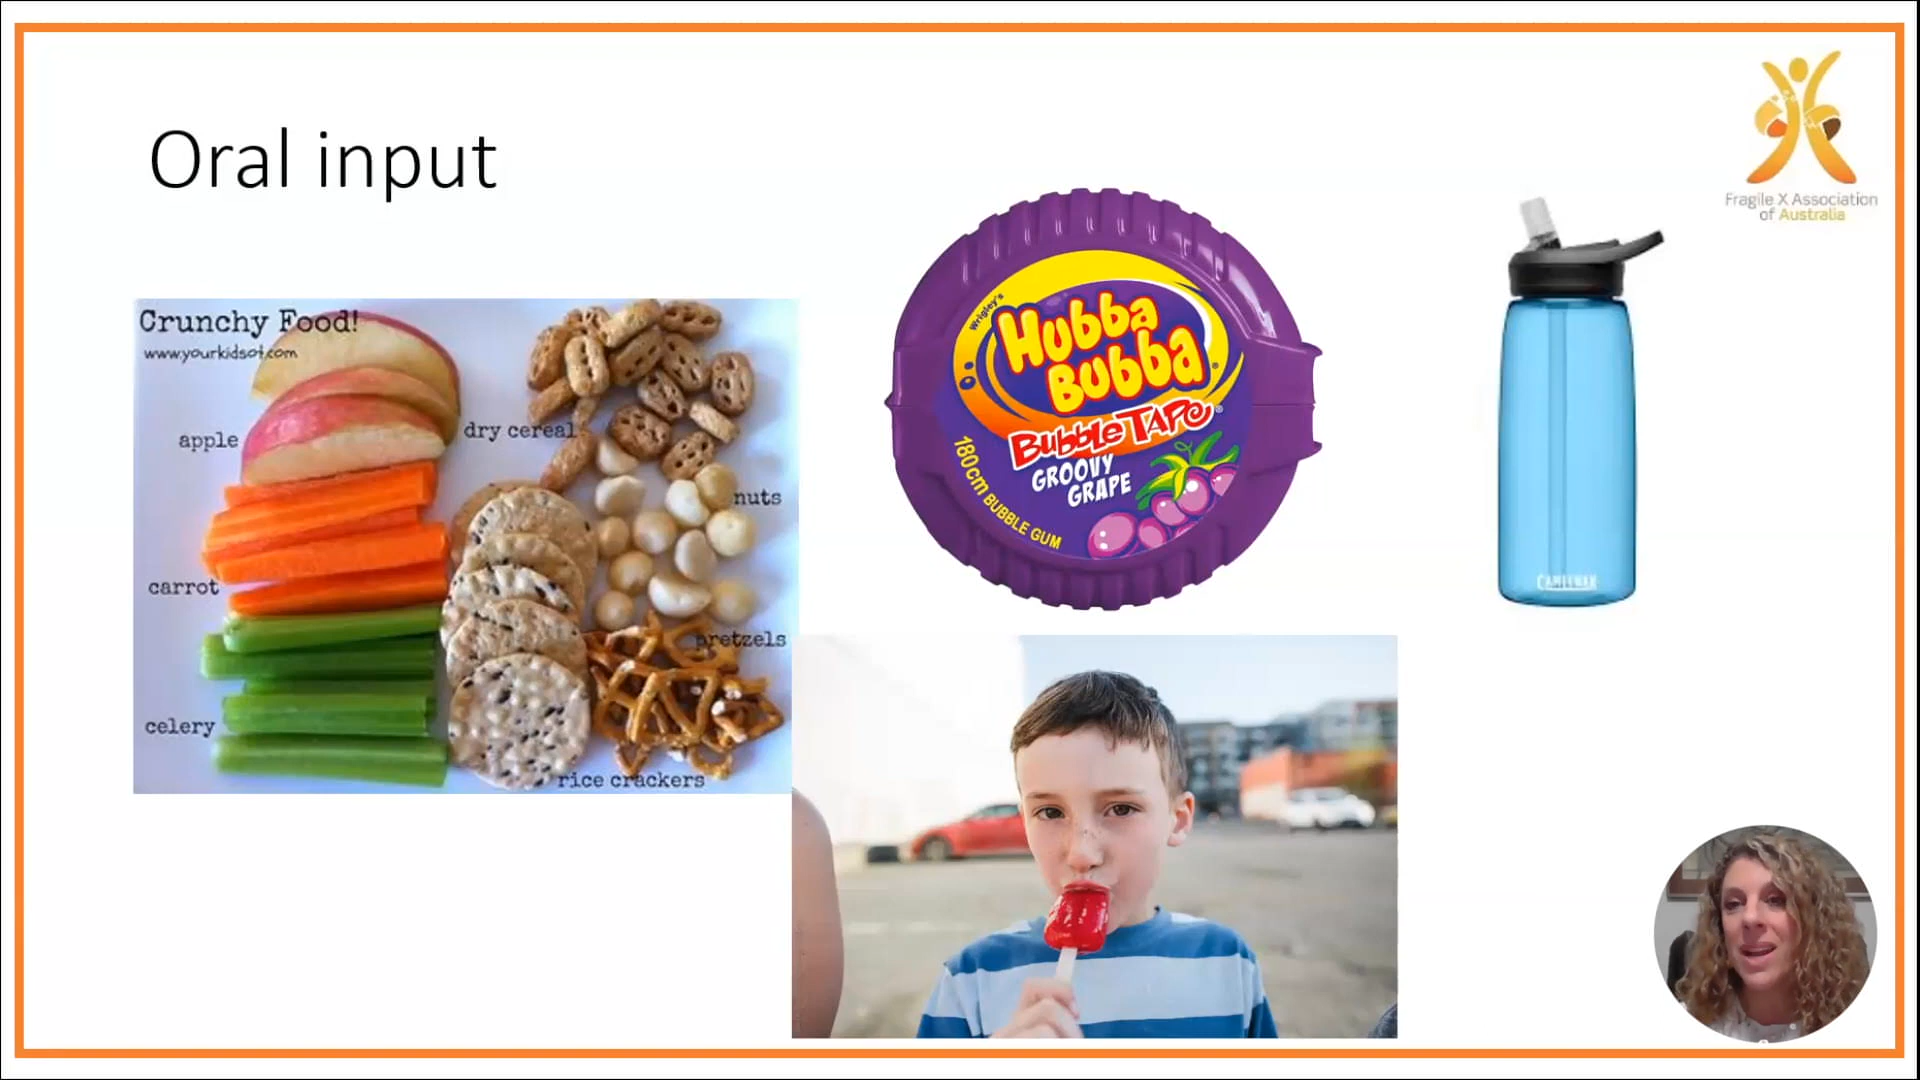 Oral input
Fragile X Association
of Australia
Crunchy Food!
www.yourkidsot.com
apple
dry cereal
nuts
carrot
pretzels
celery
rice crackers
Wrigley's
Hubba
Bubba
Bubble TAPe
GROOVY
GRAPE
180cm BUBBLE GUM
CAMELBAK